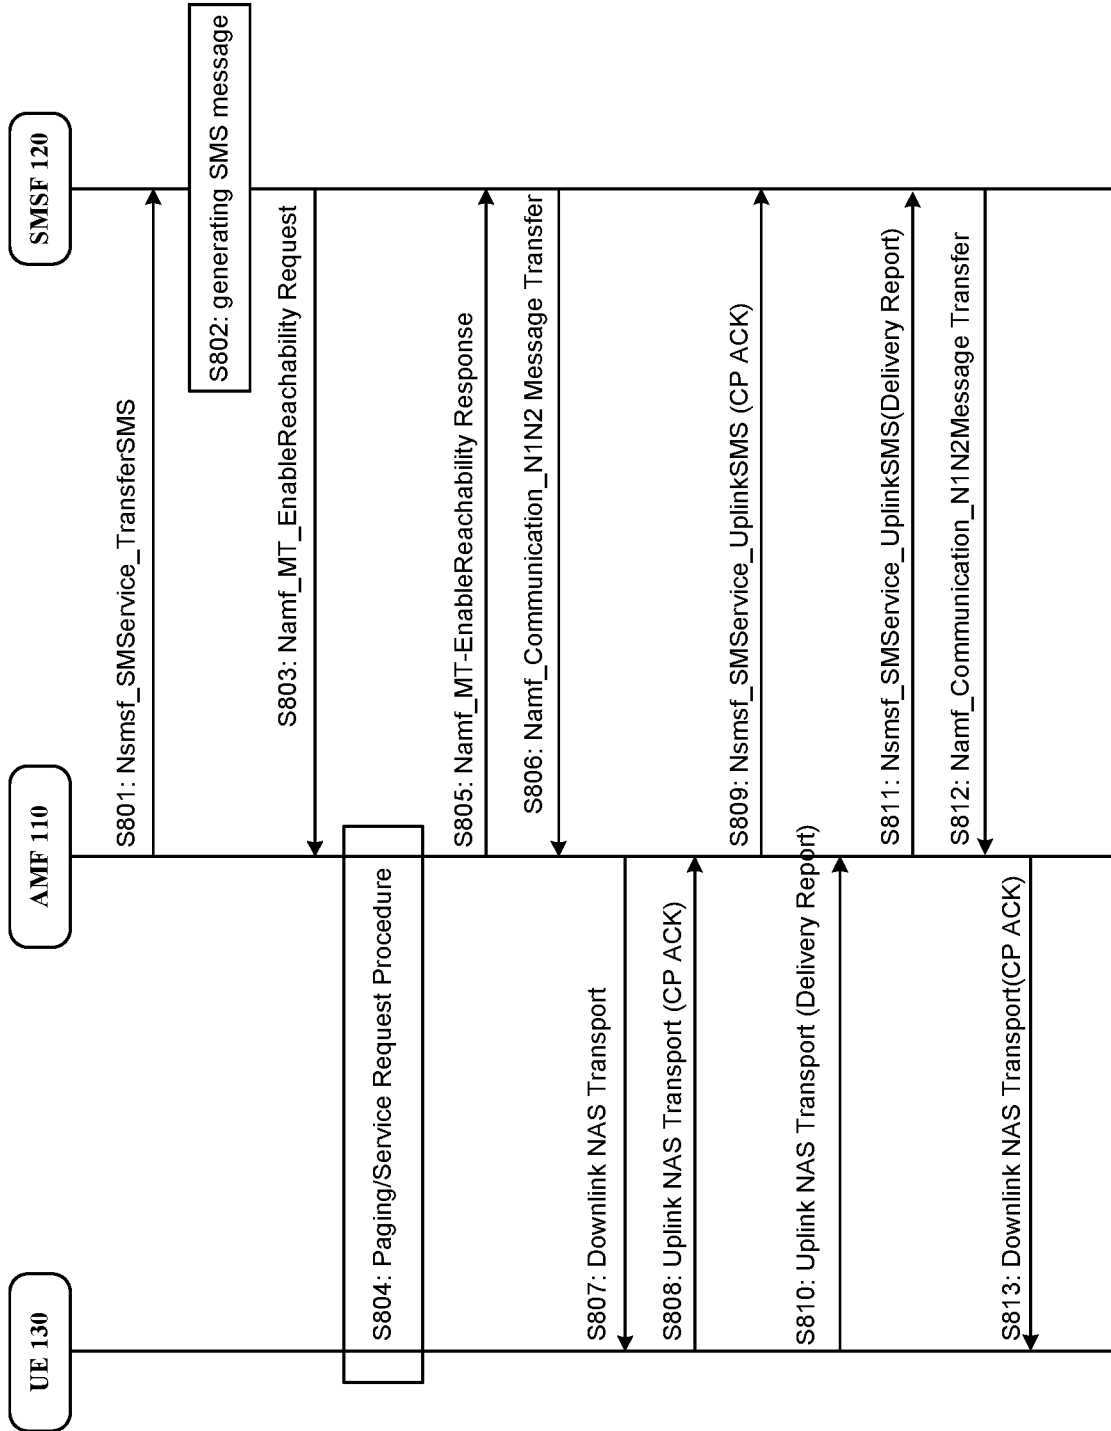 UE 130
AMF 110
SMSF 120
S801: Nsmsf_SMService_TransferSMS
S802: generating SMS message
S803: Namf_MT_EnableReachability Request
S804: Paging/Service Request Procedure
S805: Namf_MT-EnableReachability Response
S806: Namf_Communication_N1N2 Message Transfer
S807: Downlink NAS Transport
S808: Uplink NAS Transport (CP ACK)
S809: Nsmsf_SMService_UplinkSMS (CP ACK)
S810: Uplink NAS Transport (Delivery Report)
S811: Nsmsf_SMService_UplinkSMS(Delivery Report)
S812: Namf_Communication_N1N2Message Transfer
S813: Downlink NAS Transport(CP ACK)